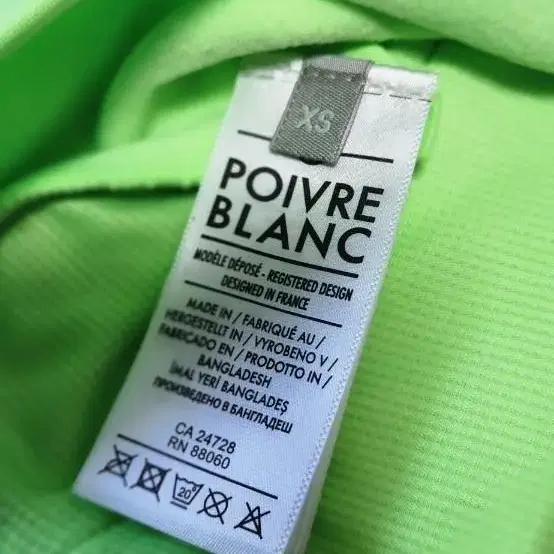 XS
POIVRE
BLANC
MODÈLE DÉPOSÉ - REGISTERED DESIGN
DESIGNED IN FRANCE
MADE IN / FABRIQUÉ AU /
HERGESTELLT IN / VYROBENO V /
FABRICADO EN / PRODOTTO IN /
BANGLADESH
İMAL YERİ BANGLADEŞ
ПРОИЗВЕДЕНО В БАНГЛАДЕШ
CA 24728
RN 88060
20°